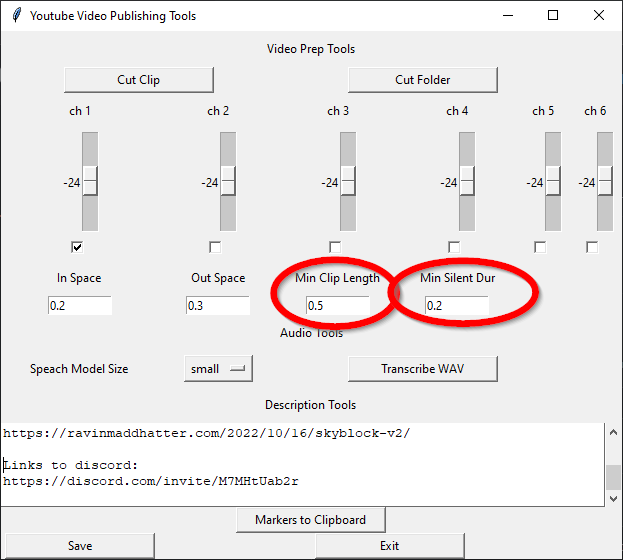 Youtube Video Publishing Tools
Video Prep Tools
Cut Clip Cut Folder
ch 1 ch 2 ch 3 ch 4 ch 5 ch 6
-24 -24 -24 -24 -24 -24
In Space Out Space Min Clip Length Min Silent Dur
0.2 0.3 0.5 0.2
Audio Tools
Speach Model Size small Transcribe WAV
Description Tools
https://ravinmaddhatter.com/2022/10/16/skyblock-v2/
Links to discord:
https://discord.com/invite/M7MHtUab2r
Markers to Clipboard
Save Exit